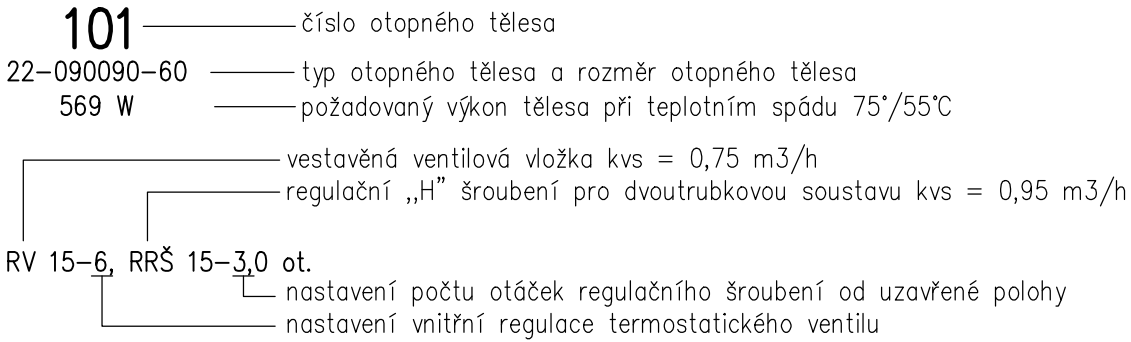 101 číslo otopného tělesa
22-090090-60 typ otopného tělesa a rozměr otopného tělesa
569 W požadovaný výkon tělesa při teplotním spádu 75°/55°C
vestavěná ventilová vložka kvs = 0,75 m3/h
regulační ,,H" šroubení pro dvoutrubkovou soustavu kvs = 0,95 m3/h
RV 15-6, RRŠ 15-3,0 ot.
nastavení počtu otáček regulačního šroubení od uzavřené polohy
nastavení vnitřní regulace termostatického ventilu